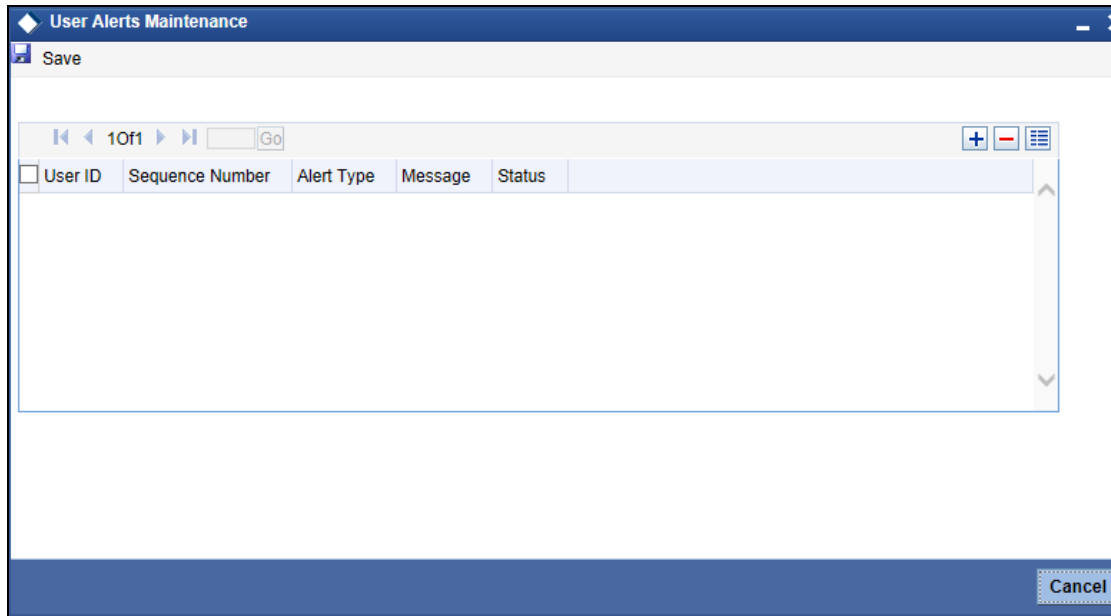 User Alerts Maintenance
Save
1Of1 Go
User ID Sequence Number Alert Type Message Status
Cancel